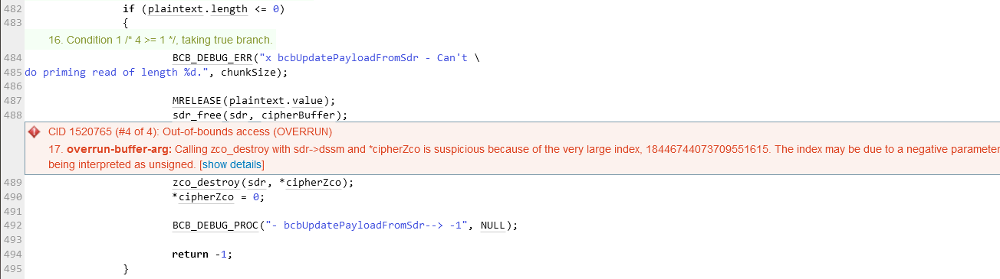 482 if (plaintext.length <= 0)
483 {
16. Condition 1 /* 4 >= 1 */, taking true branch.
484 BCB_DEBUG_ERR("x bcbUpdatePayloadFromSdr - Can't \
485 do priming read of length %d.", chunkSize);
486
487 MRELEASE(plaintext.value);
488 sdr_free(sdr, cipherBuffer);
CID 1520765 (#4 of 4): Out-of-bounds access (OVERRUN)
17. overrun-buffer-arg: Calling zco_destroy with sdr->dssm and *cipherZco is suspicious because of the very large index, 18446744073709551615. The index may be due to a negative parameter
being interpreted as unsigned. [show details]
489 zco_destroy(sdr, *cipherZco);
490 *cipherZco = 0;
491
492 BCB_DEBUG_PROC("- bcbUpdatePayloadFromSdr--> -1", NULL);
493
494 return -1;
495 }